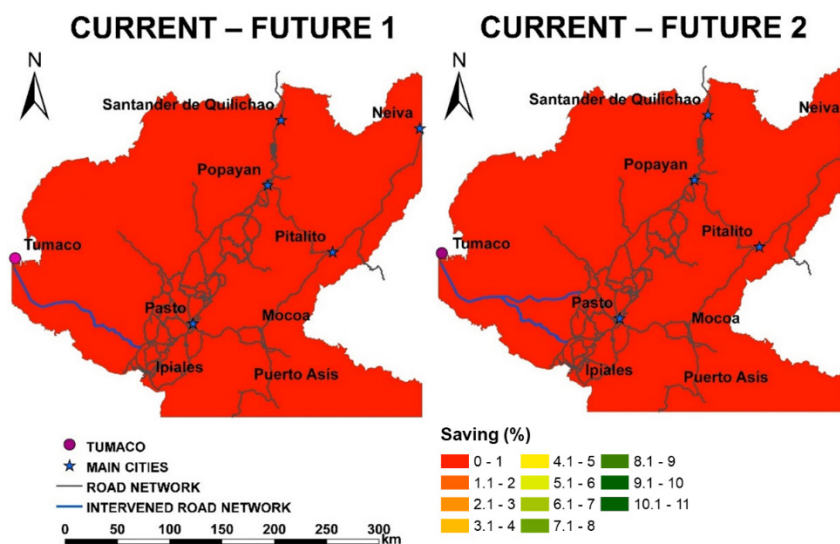 CURRENT – FUTURE 1
N
Santander de Quilichao
Neiva
Popayan
Tumaco
Pitalito
Pasto
Mocoa
Ipiales
Puerto Asís
TUMACO
MAIN CITIES
ROAD NETWORK
INTERVENED ROAD NETWORK
0 50 100 150 200 250 300
km
CURRENT – FUTURE 2
N
Santander de Quilichao
Neiva
Popayan
Tumaco
Pitalito
Pasto
Mocoa
Ipiales
Puerto Asís
Saving (%)
0 - 1 4.1 - 5 8.1 - 9
1.1 - 2 5.1 - 6 9.1 - 10
2.1 - 3 6.1 - 7 10.1 - 11
3.1 - 4 7.1 - 8